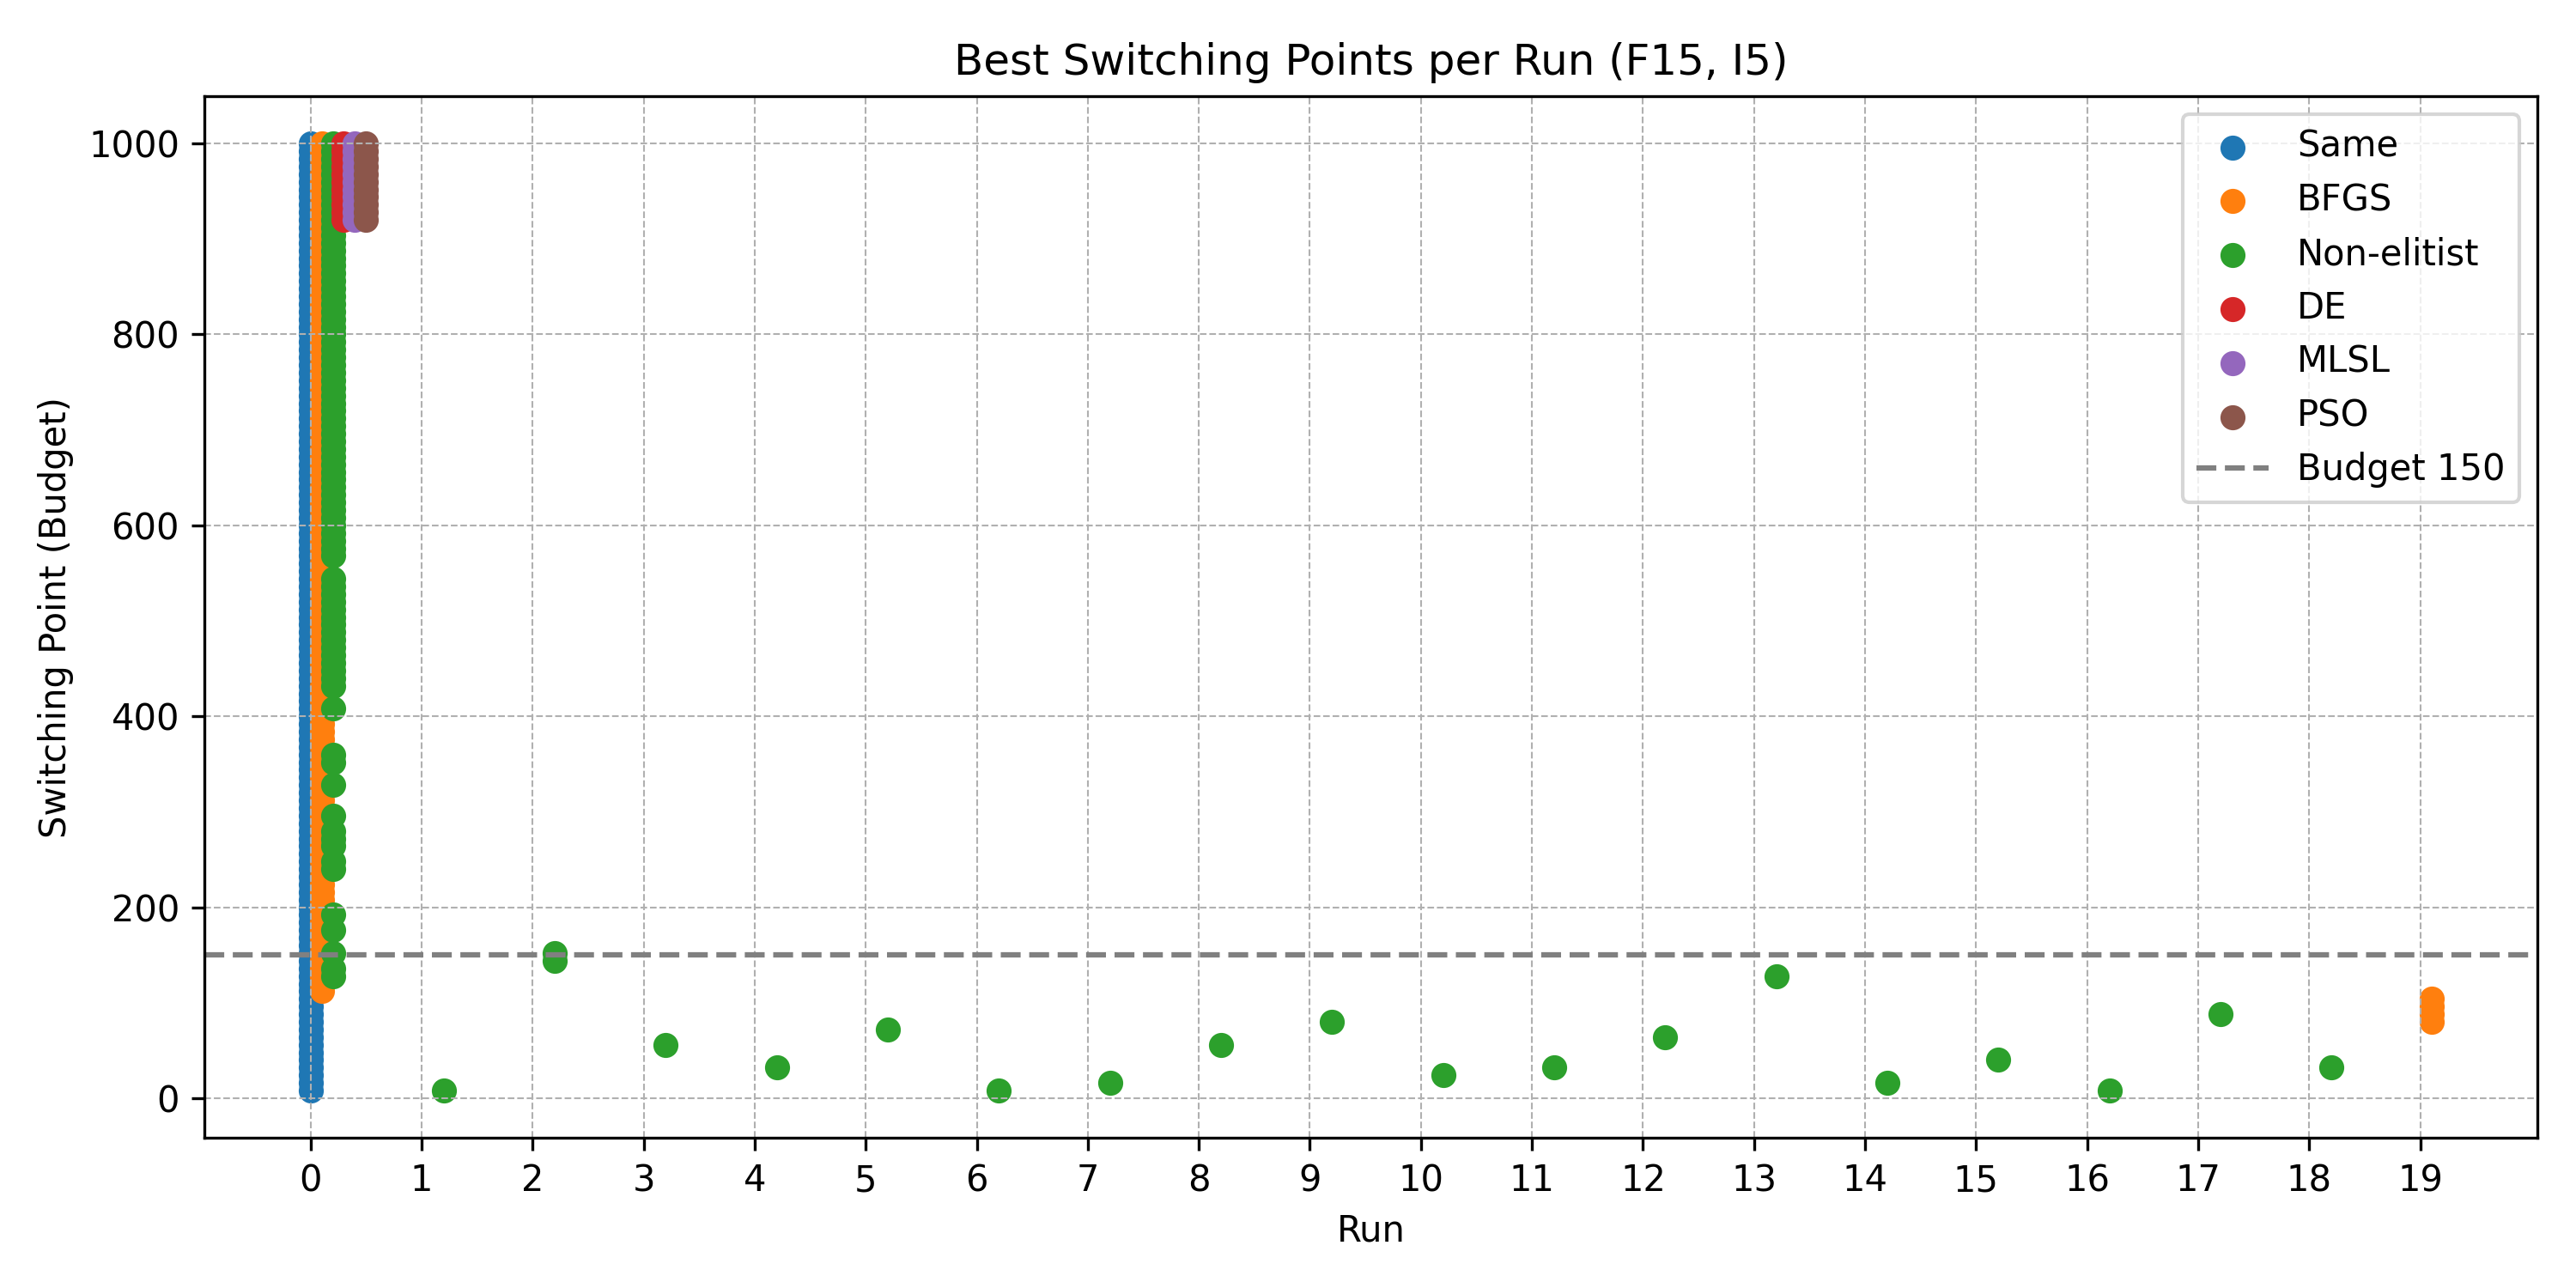 Best Switching Points per Run (F15, I5)
Switching Point (Budget)
1000
800
600
400
200
0
Same
BFGS
Non-elitist
DE
MLSL
PSO
Budget 150
0 1 2 3 4 5 6 7 8 9 10 11 12 13 14 15 16 17 18 19
Run